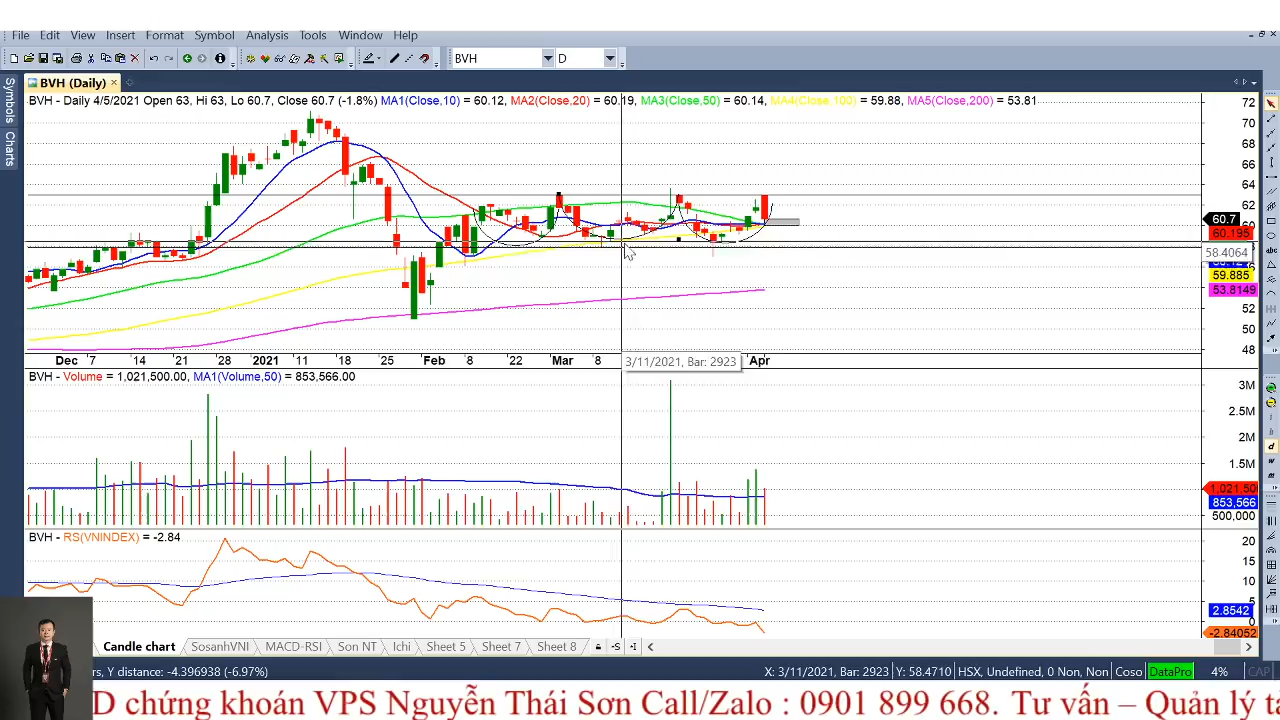 File Edit View Insert Format Symbol Analysis Tools Window Help
BVH D
BVH (Daily)
Symbols
Charts
BVH - Daily 4/5/2021 Open 63, Hi 63, Lo 60.7, Close 60.7 (-1.8%) MA1(Close,10) = 60.12, MA2(Close,20) = 60.19, MA3(Close,50) = 60.14, MA4(Close,100) = 59.88, MA5(Close,200) = 53.81
72
70
68
66
64
62
60.7
60
60.195
58.4064
59.885
56
53.8149
52
50
48
Dec 7 14 21 28 2021 11 18 25 Feb 8 22 Mar 8 3/11/2021, Bar: 2923 Apr
BVH - Volume = 1,021,500.00, MA1(Volume,50) = 853,566.00
3M
2.5M
2M
1.5M
1,021,50
853,566
500,000
BVH - RS(VNINDEX) = -2.84
20
15
10
5
2.8542
0
-2.84052
Candle chart SosanhVNI MACD-RSI Son NT Ichi Sheet 5 Sheet 7 Sheet 8
rs, Y distance: -4.396938 (-6.97%) X: 3/11/2021, Bar: 2923 Y: 58.4710 HSX, Undefined, 0 Non, Non Coso DataPro 4% CAP
D chứng khoán VPS Nguyễn Thái Sơn Call/Zalo : 0901 899 668. Tư vấn – Quản lý tà